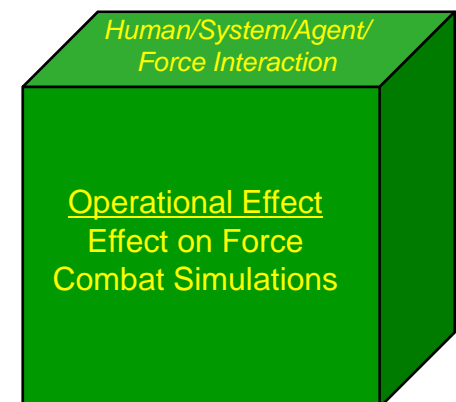 Human/System/Agent/
Force Interaction
Operational Effect
Effect on Force
Combat Simulations